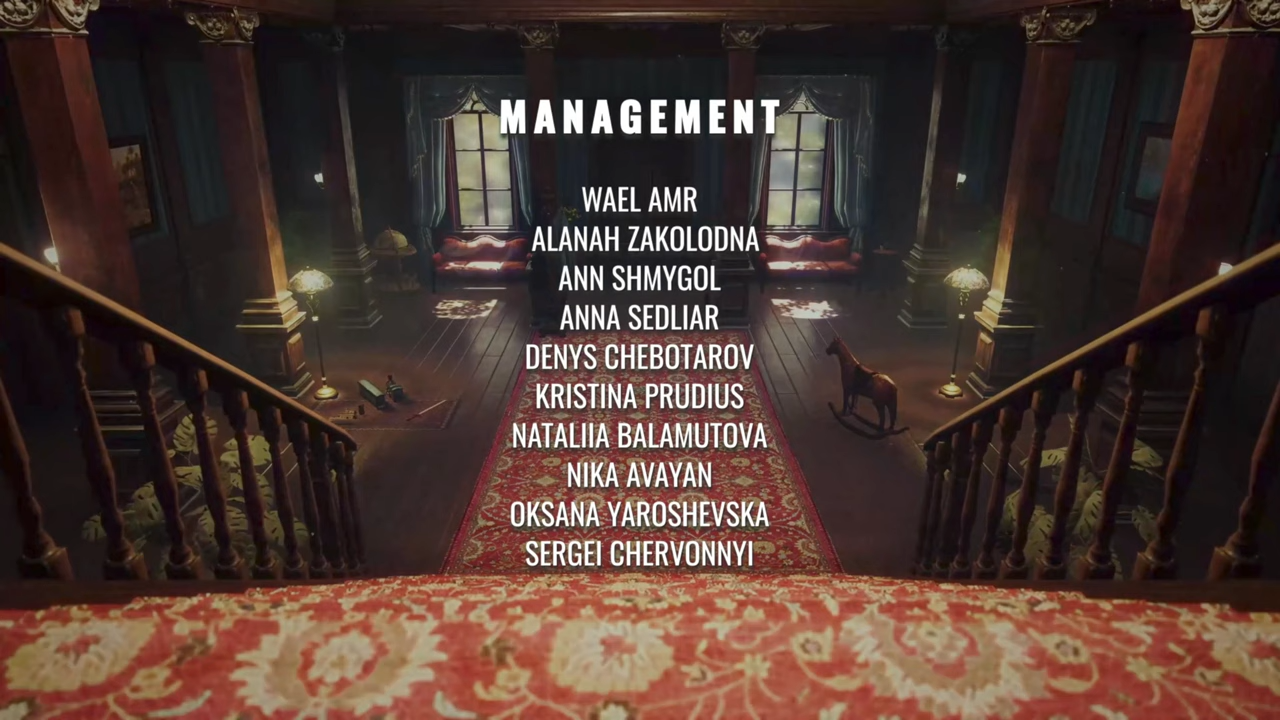 MANAGEMENT
WAEL AMR
ALANAH ZAKOLODNA
ANN SHMYGOL
ANNA SEDLIAR
DENYS CHEBOTAROV
KRISTINA PRUDIUS
NATALIIA BALAMUTOVA
NIKA AVAYAN
OKSANA YAROSHEVSKA
SERGEI CHERVONNYI